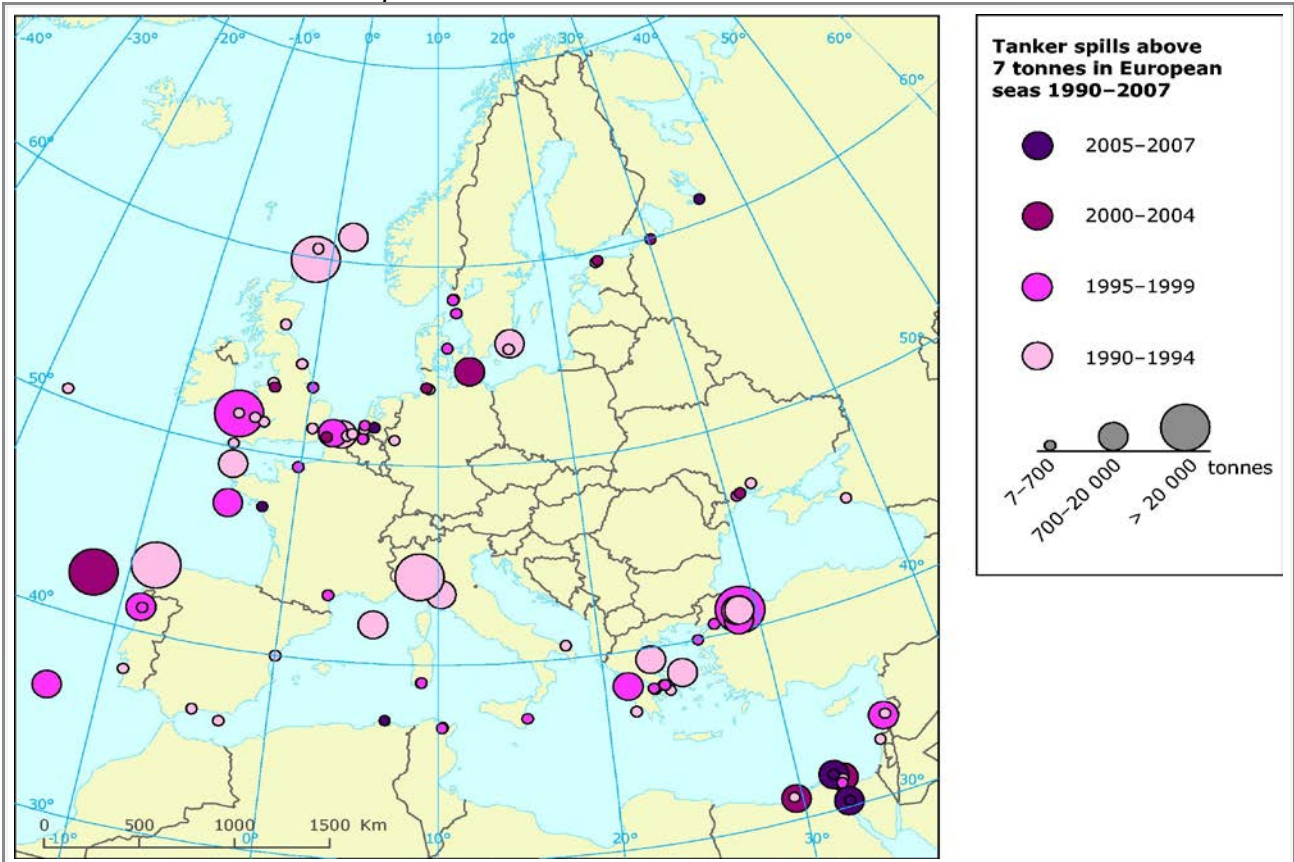 -40° -30° -20° -10° 0° 10° 20° 30° 40° 50° 60°
60°
60°
50°
50°
40°
40°
30°
30°
0 500 1000 1500 Km
-10° 0° 10° 20° 30°
Tanker spills above
7 tonnes in European
seas 1990–2007
2005–2007
2000–2004
1995–1999
1990–1994
7–700
700–20 000
> 20 000
tonnes